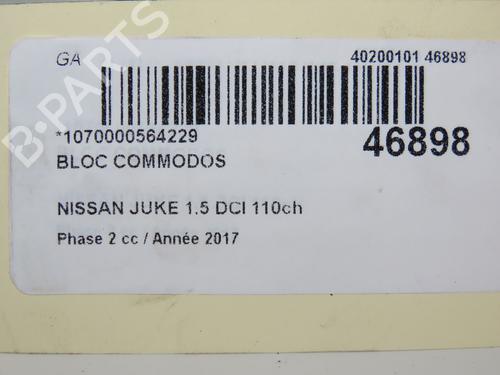 GA
40200101 46898
*1070000564229
46898
BLOC COMMODOS
NISSAN JUKE 1.5 DCI 110ch
Phase 2 cc / Année 2017
B-PARTS